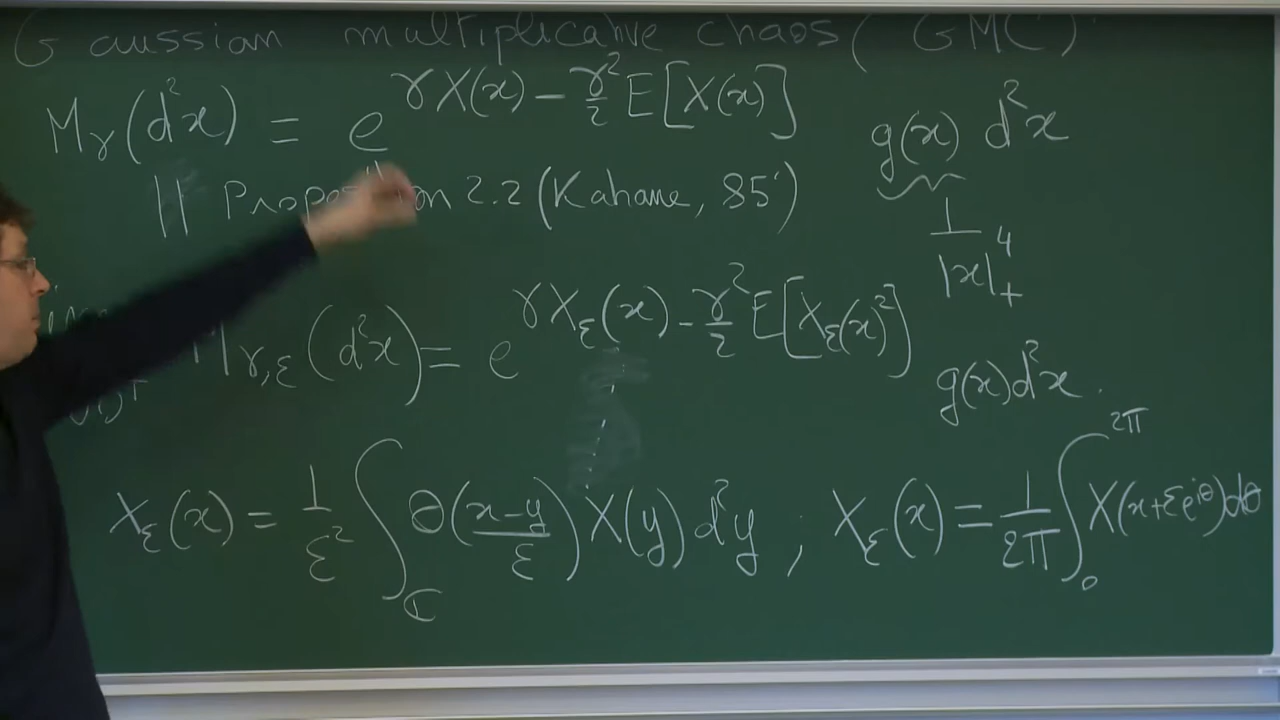 Gaussian multiplicative chaos (GMC).
M_γ(d²x) = e^{γX(x) - γ²/2 E[X(x)]} g(x) d²x
|| Proposition 2.2 (Kahane, 85')
1/|x|_+^4
M_{γ,ε}(d²x) = e^{γX_ε(x) - γ²/2 E[X_ε(x)²]} g(x)d²x.
X_ε(x) = 1/ε² ∫_ℂ θ((x-y)/ε) X(y) d²y ; X_ε(x) = 1/2π ∫_0^{2π} X(x+εe^{iθ})dθ